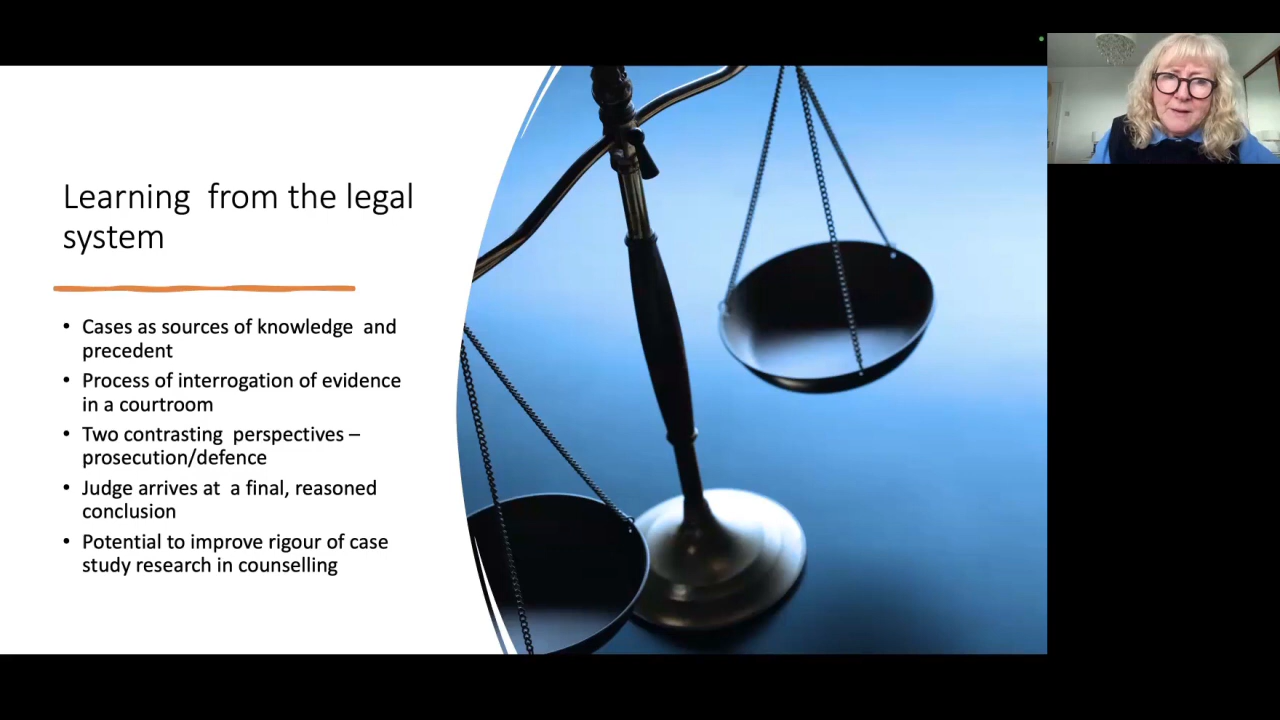 Learning  from the legal
system
• Cases as sources of knowledge  and
precedent
• Process of interrogation of evidence
in a courtroom
• Two contrasting  perspectives –
prosecution/defence
• Judge arrives at  a final, reasoned
conclusion
• Potential to improve rigour of case
study research in counselling